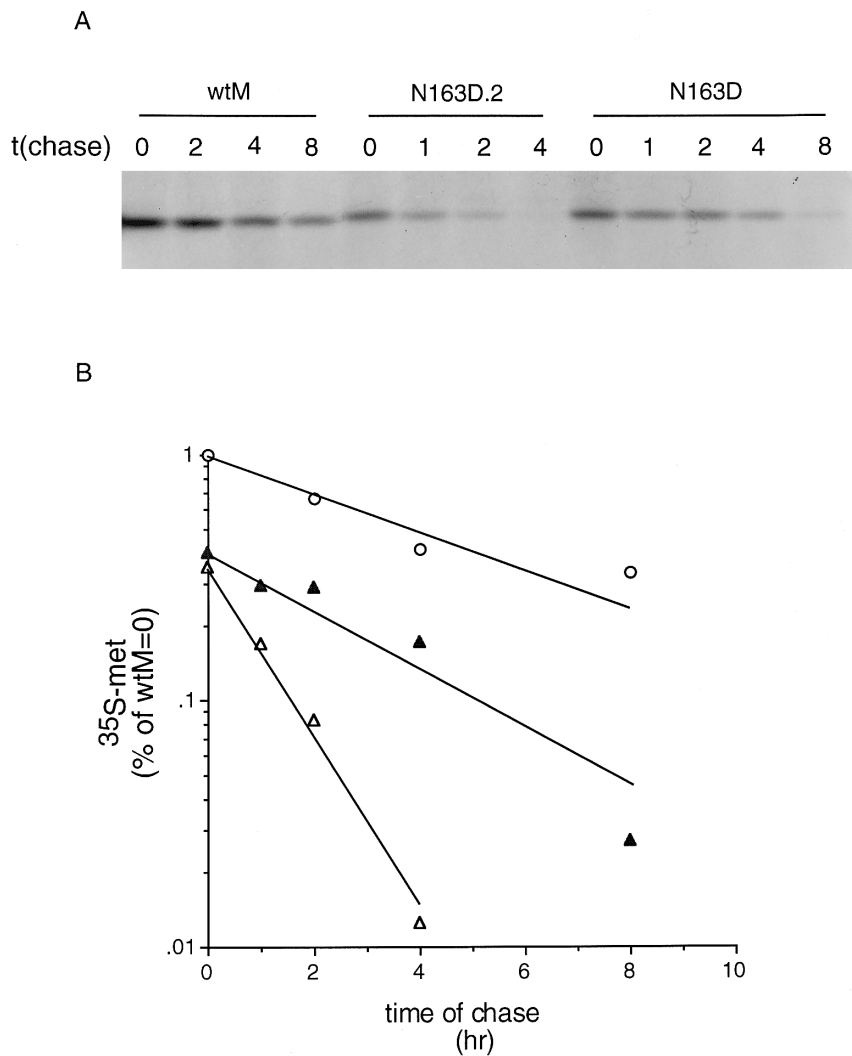 A
wtM N163D.2 N163D
t(chase) 0 2 4 8 0 1 2 4 0 1 2 4 8
B
1
.1
.01
35S-met
(% of wtM=0)
0 2 4 6 8 10
time of chase
(hr)